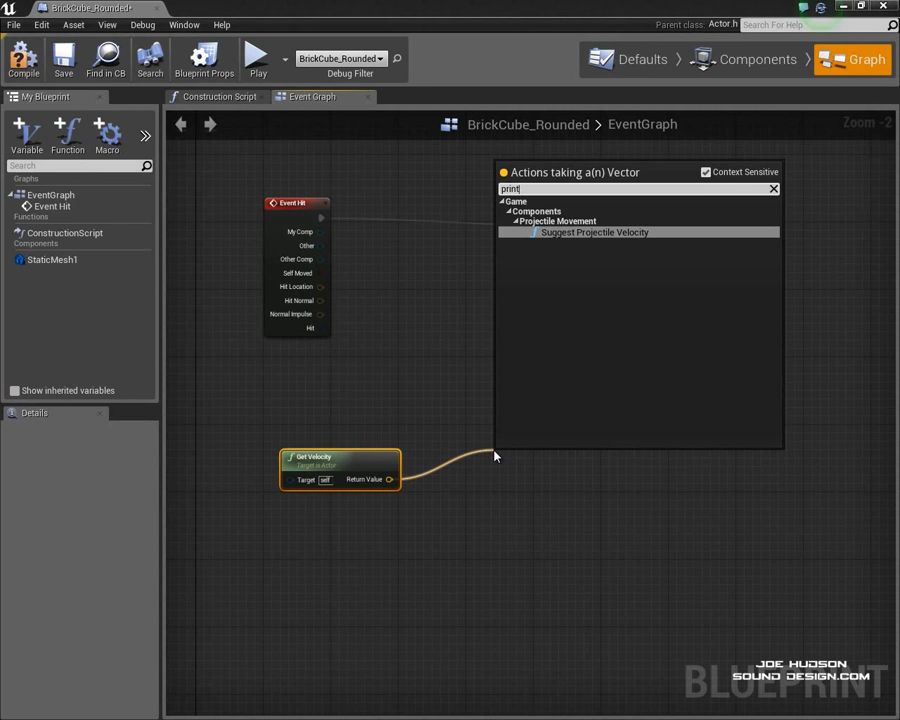 BrickCube_Rounded*
File Edit Asset View Debug Window Help
Parent class: Actor.h Search For Help
Compile Save Find in CB Search Blueprint Props Play
BrickCube_Rounded
Debug Filter
Defaults Components Graph
My Blueprint
Construction Script Event Graph
Variable Function Macro
BrickCube_Rounded > EventGraph
Zoom -2
Search
Graphs
EventGraph
Event Hit
Functions
ConstructionScript
Components
StaticMesh1
Show inherited variables
Details
Event Hit
My Comp
Other
Other Comp
Self Moved
Hit Location
Hit Normal
Normal Impulse
Hit
Actions taking a(n) Vector Context Sensitive
print
Game
Components
Projectile Movement
Suggest Projectile Velocity
Get Velocity
Target is Actor
Target self Return Value
JOE HUDSON
SOUND DESIGN.COM
BLUEPRINT